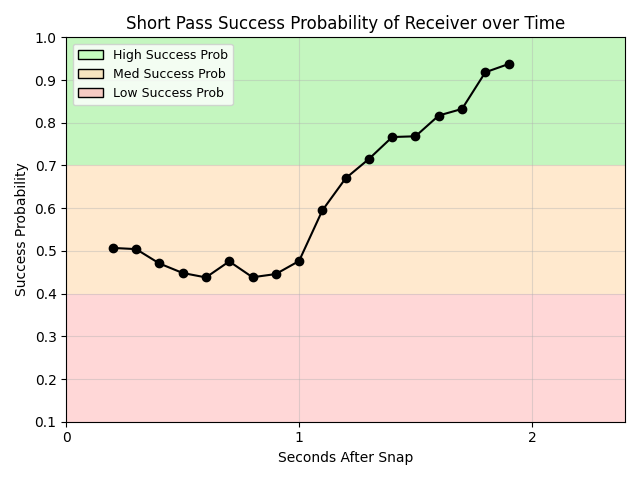 Short Pass Success Probability of Receiver over Time
1.0
0.9
0.8
0.7
0.6
0.5
0.4
0.3
0.2
0.1
Success Probability
High Success Prob
Med Success Prob
Low Success Prob
0 1 2
Seconds After Snap